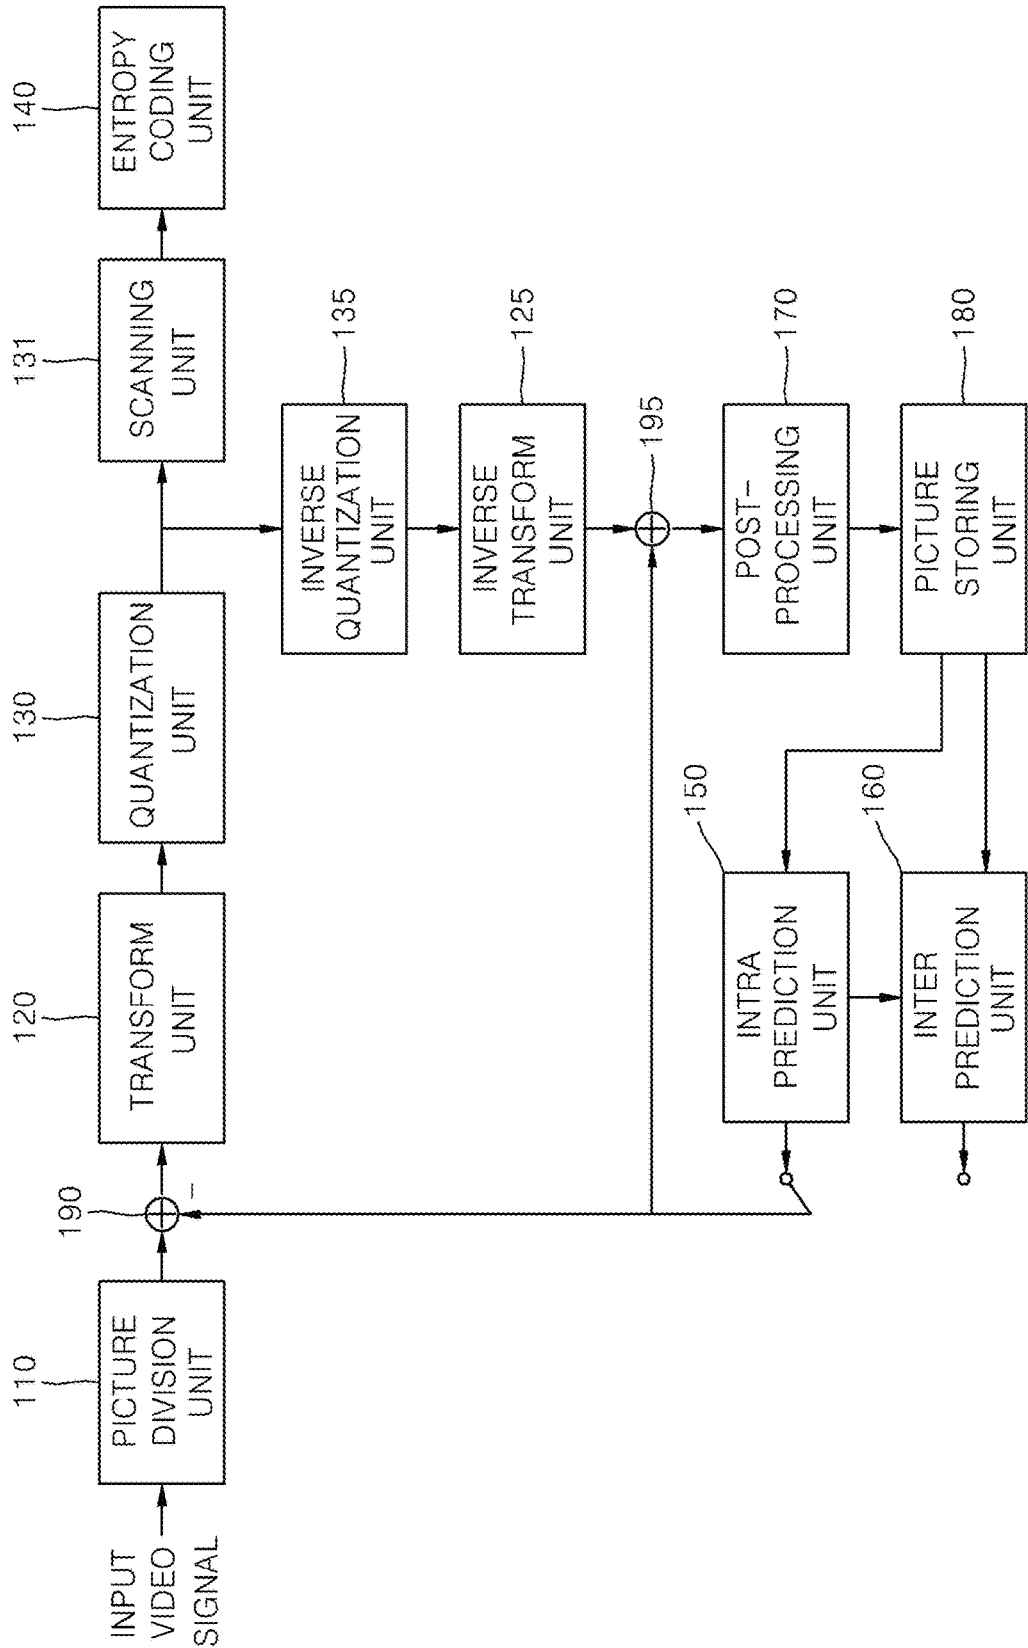 INPUT
VIDEO
SIGNAL
110
PICTURE
DIVISION
UNIT
190
−
120
TRANSFORM
UNIT
130
QUANTIZATION
UNIT
131
SCANNING
UNIT
140
ENTROPY
CODING
UNIT
INVERSE
QUANTIZATION
UNIT
135
INVERSE
TRANSFORM
UNIT
125
195
150
INTRA
PREDICTION
UNIT
POST-
PROCESSING
UNIT
170
160
INTER
PREDICTION
UNIT
PICTURE
STORING
UNIT
180